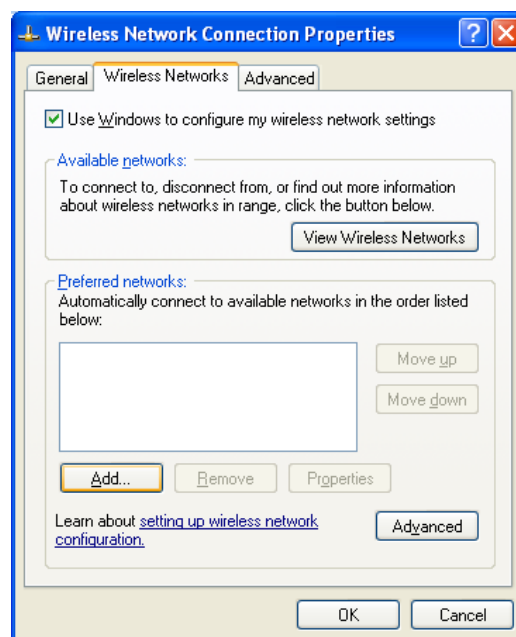 Wireless Network Connection Properties
General Wireless Networks Advanced
Use Windows to configure my wireless network settings
Available networks:
To connect to, disconnect from, or find out more information
about wireless networks in range, click the button below.
View Wireless Networks
Preferred networks:
Automatically connect to available networks in the order listed
below:
Move up
Move down
Add... Remove Properties
Learn about setting up wireless network
configuration.
Advanced
OK Cancel